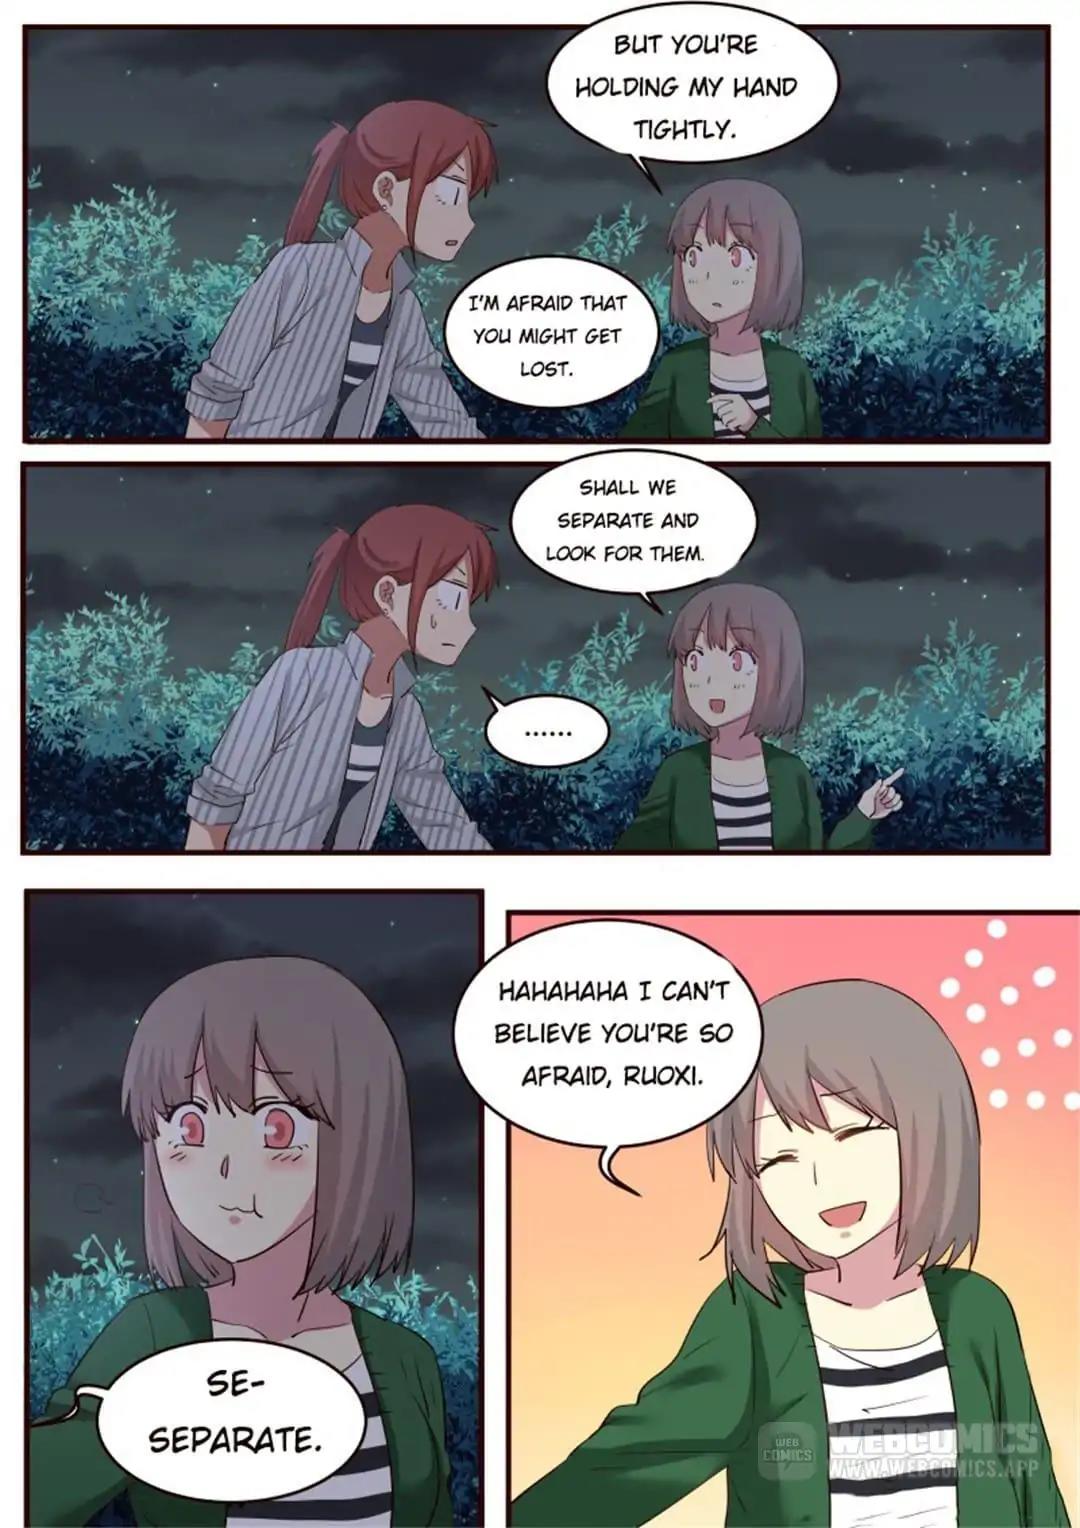 BUT YOU'RE
HOLDING MY HAND
TIGHTLY.
I'M AFRAID THAT
YOU MIGHT GET
LOST.
SHALL WE
SEPARATE AND
LOOK FOR THEM.
......
SE-
SEPARATE.
HAHAHAHA I CAN'T
BELIEVE YOU'RE SO
AFRAID, RUOXI.
WEB
COMICS
WEBCOMICS
WWW.WEBCOMICS.APP